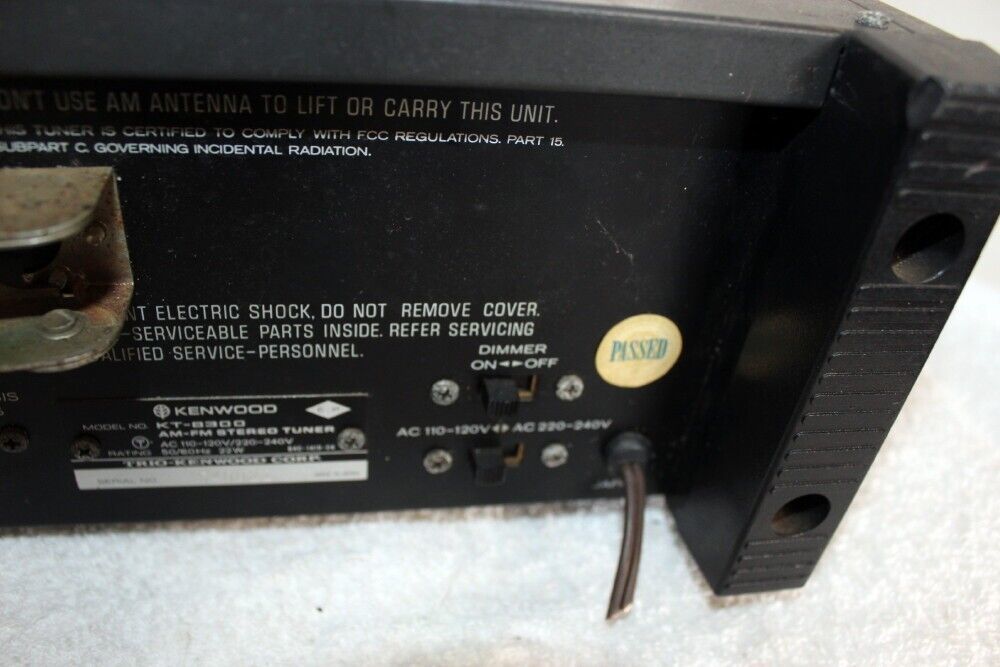 ON'T USE AM ANTENNA TO LIFT OR CARRY THIS UNIT.
HIS TUNER IS CERTIFIED TO COMPLY WITH FCC REGULATIONS. PART 15.
SUBPART C. GOVERNING INCIDENTAL RADIATION.
NT ELECTRIC SHOCK, DO NOT REMOVE COVER.
-SERVICEABLE PARTS INSIDE. REFER SERVICING
ALIFIED SERVICE-PERSONNEL.
DIMMER
ON◄►OFF
PASSED
SIS
S
KENWOOD
MODEL NO. KT-8300
AM-FM STEREO TUNER
AC 110-120V/220-240V
RATING 50/60HZ 22W
TRIO-KENWOOD CORP.
SERIAL NO.
AC 110-120V◄►AC 220-240V